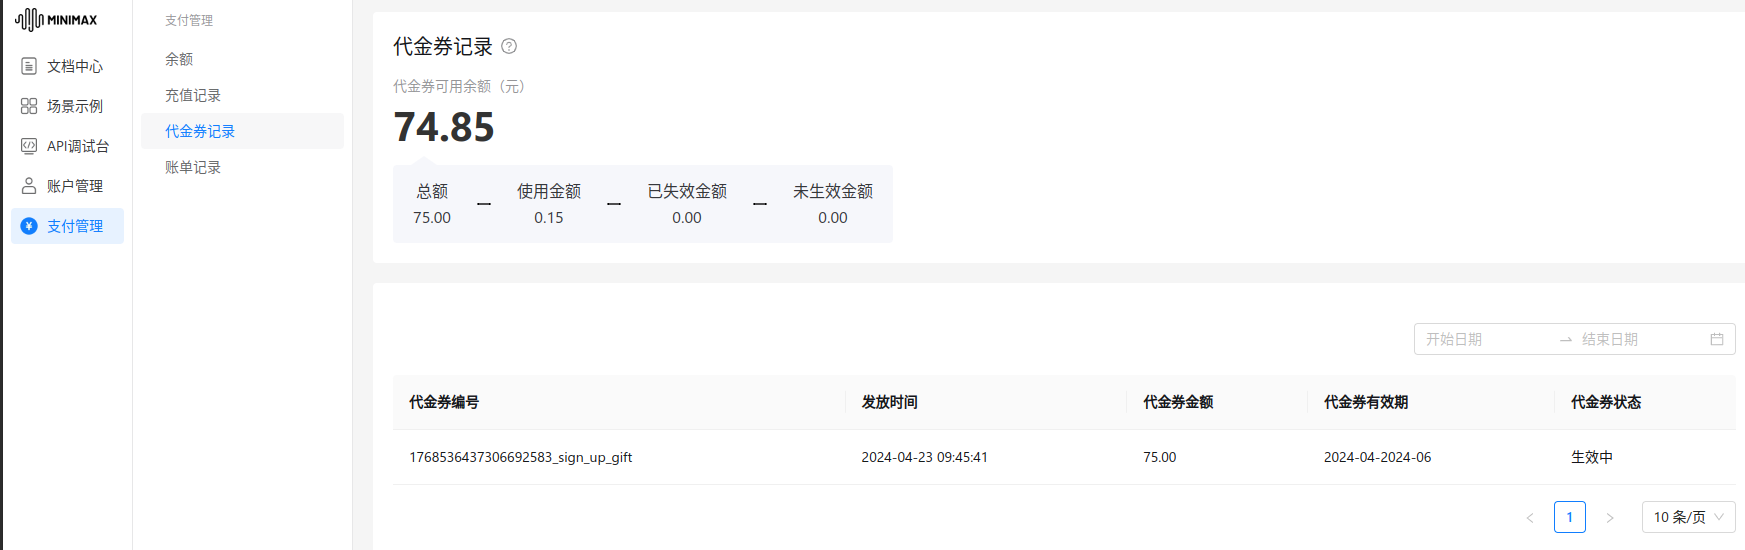 MINIMAX
文档中心
场景示例
API调试台
账户管理
支付管理
支付管理
余额
充值记录
代金券记录
账单记录
代金券记录
代金券可用余额（元）
74.85
总额 使用金额 已失效金额 未生效金额
75.00 — 0.15 — 0.00 — 0.00
开始日期 → 结束日期
代金券编号 发放时间 代金券金额 代金券有效期 代金券状态
1768536437306692583_sign_up_gift 2024-04-23 09:45:41 75.00 2024-04-2024-06 生效中
< 1 > 10 条/页